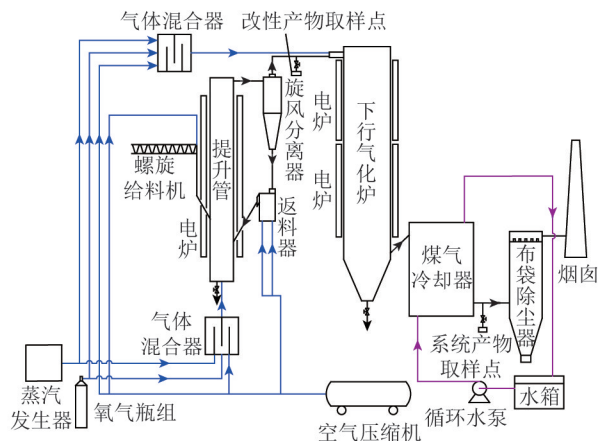 气体混合器
改性产物取样点
电炉
旋风分离器
下行气化炉
提升管
螺旋
给料机
电炉
电炉
返料器
煤气
冷却器
布袋除尘器
烟囱
气体
混合器
系统产物
取样点
蒸汽
发生器
氧气瓶组
空气压缩机
循环水泵
水箱